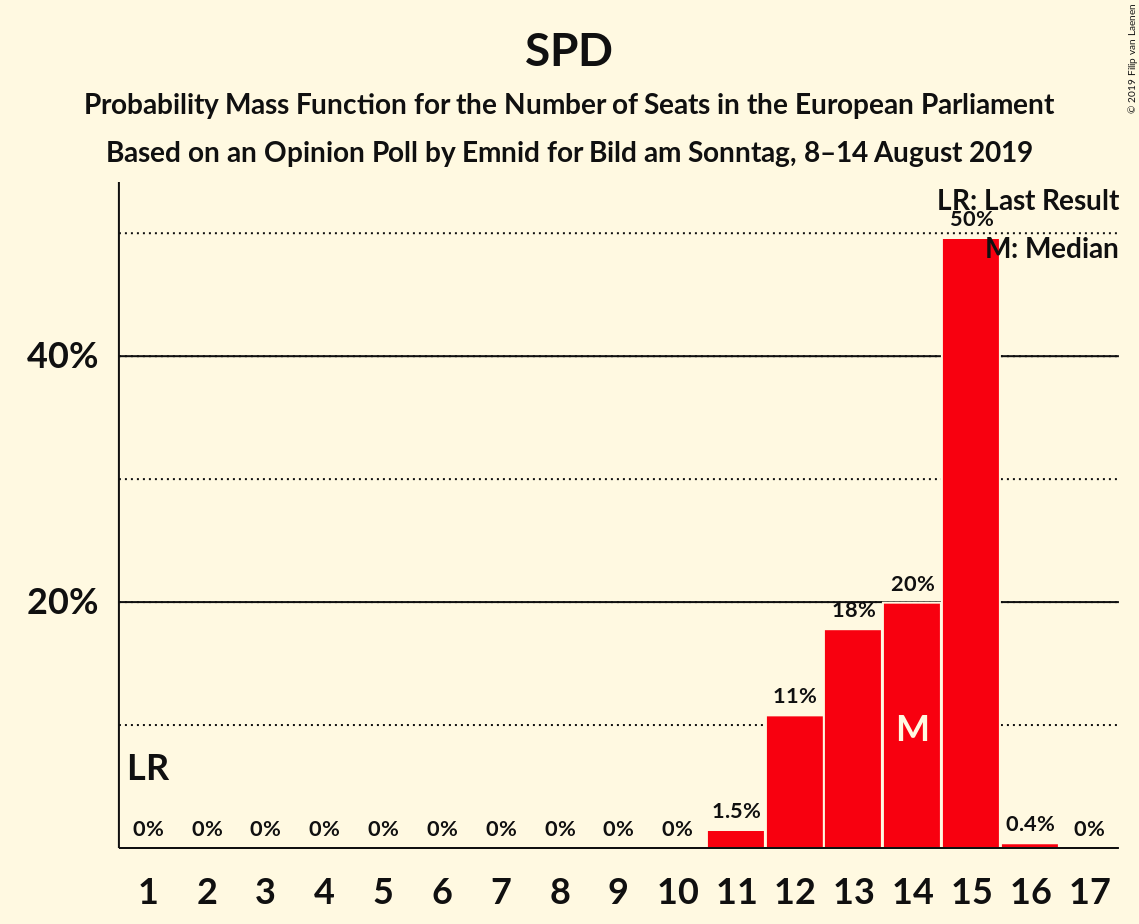 SPD
Probability Mass Function for the Number of Seats in the European Parliament
Based on an Opinion Poll by Emnid for Bild am Sonntag, 8–14 August 2019
© 2019 Filip van Laenen
LR: Last Result
50%
M: Median
40%
20%
20%
18%
11%
M
LR
1.5%
0.4%
0% 0% 0% 0% 0% 0% 0% 0% 0% 0% 0%
1 2 3 4 5 6 7 8 9 10 11 12 13 14 15 16 17